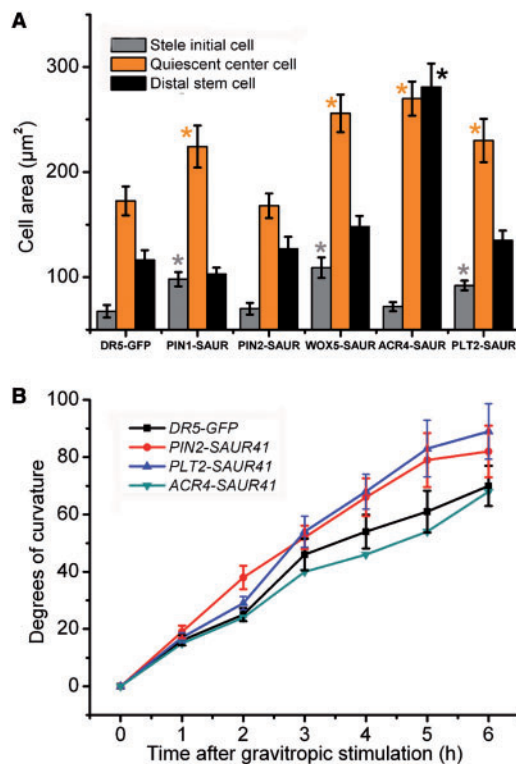 A
Stele initial cell
Quiescent center cell
Distal stem cell
300
200
100
Cell area (µm²)
* * * * * * * *
DR5-GFP PIN1-SAUR PIN2-SAUR WOX5-SAUR ACR4-SAUR PLT2-SAUR
B
DR5-GFP
PIN2-SAUR41
PLT2-SAUR41
ACR4-SAUR41
100
80
60
40
20
0
Degrees of curvature
0 1 2 3 4 5 6
Time after gravitropic stimulation (h)